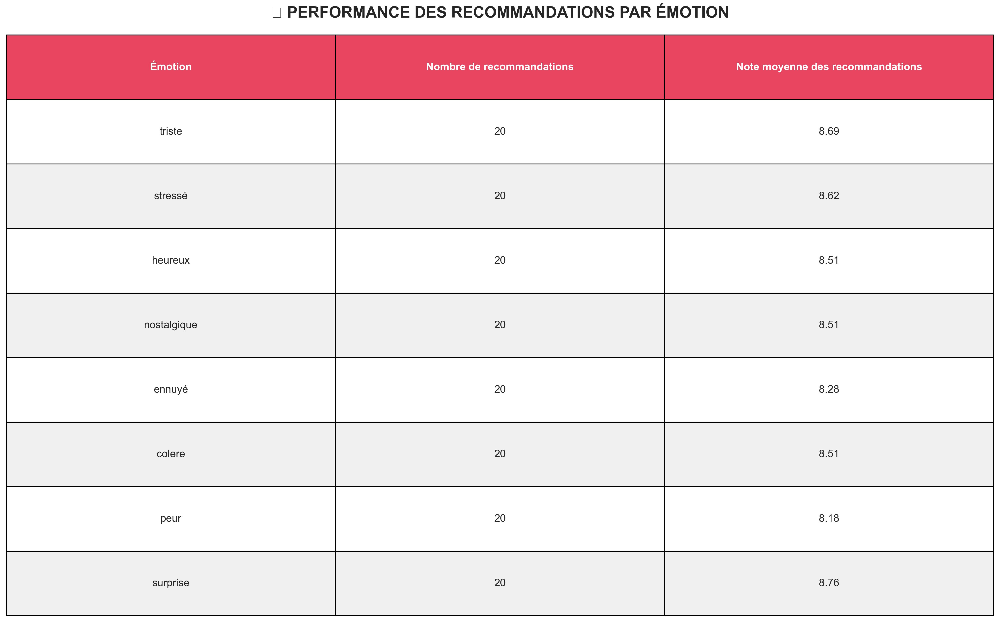 PERFORMANCE DES RECOMMANDATIONS PAR ÉMOTION
Émotion Nombre de recommandations Note moyenne des recommandations
triste 20 8.69
stressé 20 8.62
heureux 20 8.51
nostalgique 20 8.51
ennuyé 20 8.28
colere 20 8.51
peur 20 8.18
surprise 20 8.76